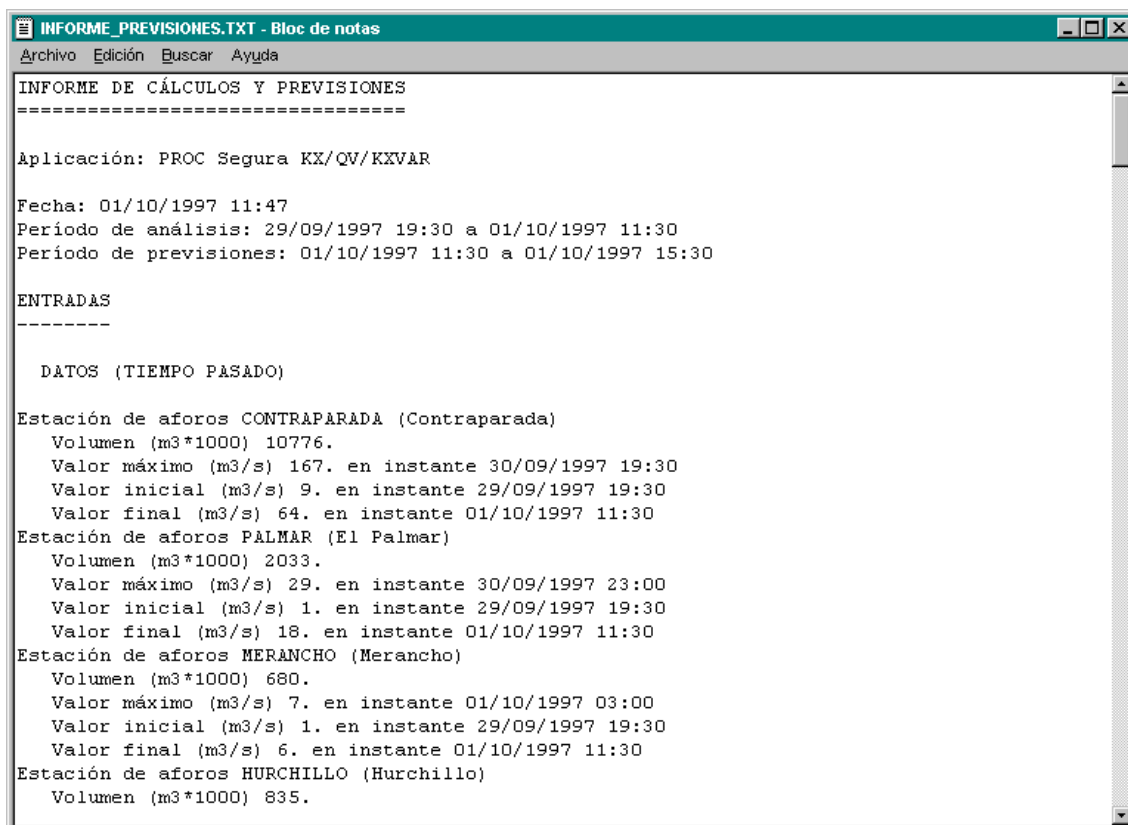 INFORME_PREVISIONES.TXT - Bloc de notas
Archivo Edición Buscar Ayuda
INFORME DE CÁLCULOS Y PREVISIONES
=================================
Aplicación: PROC Segura KX/QV/KXVAR
Fecha: 01/10/1997 11:47
Período de análisis: 29/09/1997 19:30 a 01/10/1997 11:30
Período de previsiones: 01/10/1997 11:30 a 01/10/1997 15:30
ENTRADAS
--------
DATOS (TIEMPO PASADO)
Estación de aforos CONTRAPARADA (Contraparada)
Volumen (m3*1000) 10776.
Valor máximo (m3/s) 167. en instante 30/09/1997 19:30
Valor inicial (m3/s) 9. en instante 29/09/1997 19:30
Valor final (m3/s) 64. en instante 01/10/1997 11:30
Estación de aforos PALMAR (El Palmar)
Volumen (m3*1000) 2033.
Valor máximo (m3/s) 29. en instante 30/09/1997 23:00
Valor inicial (m3/s) 1. en instante 29/09/1997 19:30
Valor final (m3/s) 18. en instante 01/10/1997 11:30
Estación de aforos MERANCHO (Merancho)
Volumen (m3*1000) 680.
Valor máximo (m3/s) 7. en instante 01/10/1997 03:00
Valor inicial (m3/s) 1. en instante 29/09/1997 19:30
Valor final (m3/s) 6. en instante 01/10/1997 11:30
Estación de aforos HURCHILLO (Hurchillo)
Volumen (m3*1000) 835.